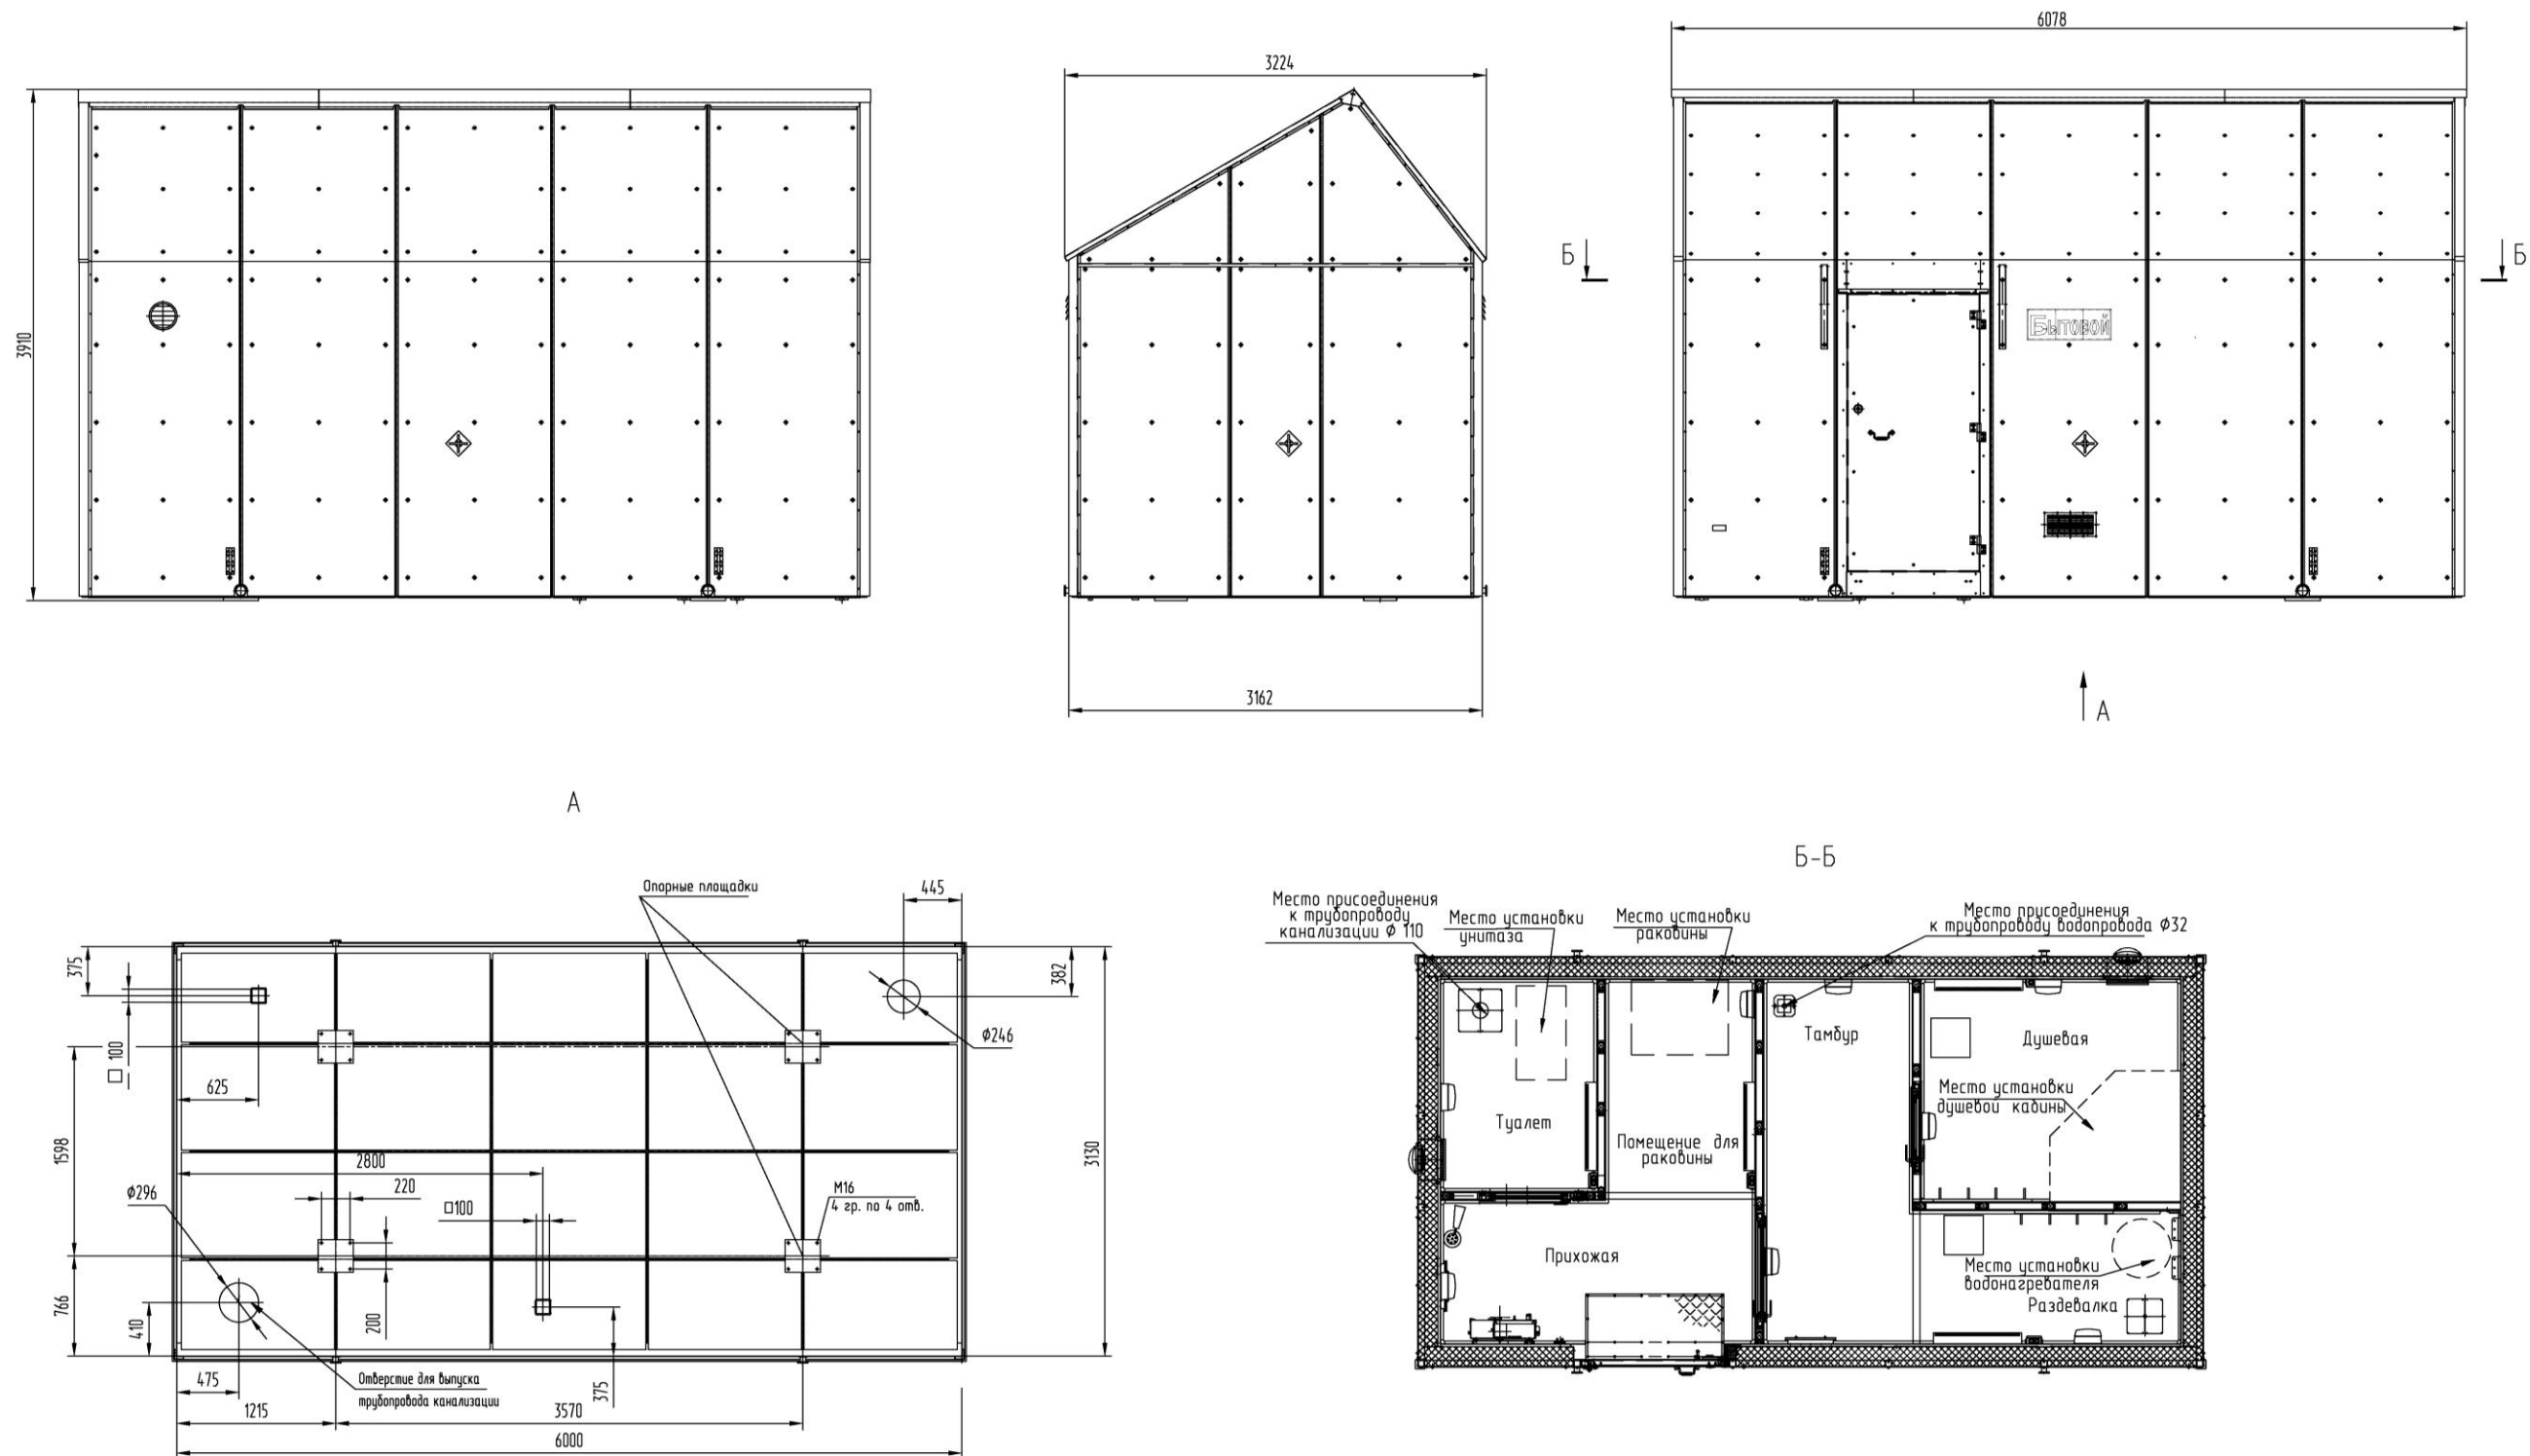 6078
3224
3910
Б
Б
Бытовой
3162
А
А
Б-Б
Опорные площадки
445
375
382
□ 100
⌀246
625
1598
2800
3130
⌀296
220
М16
4 гр. по 4 отв.
□100
766
410
200
475
Отверстие для выпуска
трубопровода канализации
375
1215
3570
6000
Место присоединения
к трубопроводу
канализации ⌀ 110
Место установки
унитаза
Место установки
раковины
Место присоединения
к трубопроводу водопровода ⌀32
Тамбур
Душевая
Место установки
душевой кабины
Туалет
Помещение для
раковины
Прихожая
Место установки
водонагревателя
Раздевалка